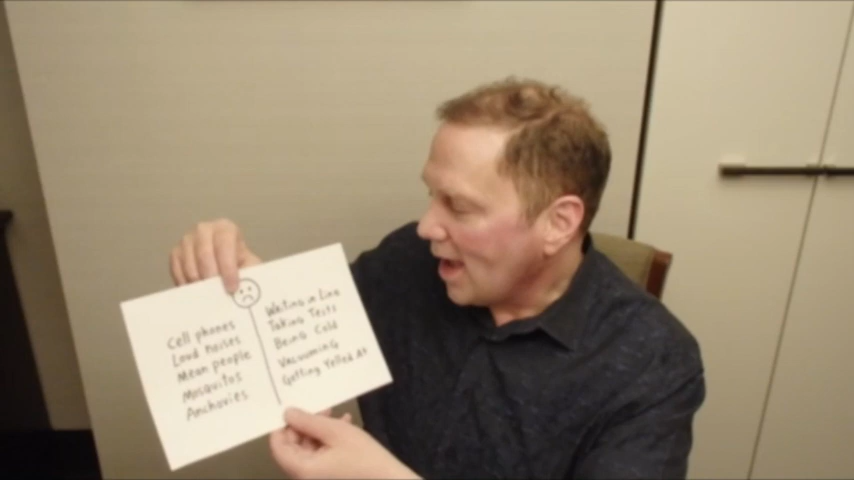 Cell phones
Loud noises
Mean people
Mosquitos
Anchovies
Waiting in Line
Taking Tests
Being Cold
Vacuuming
Getting Yelled At